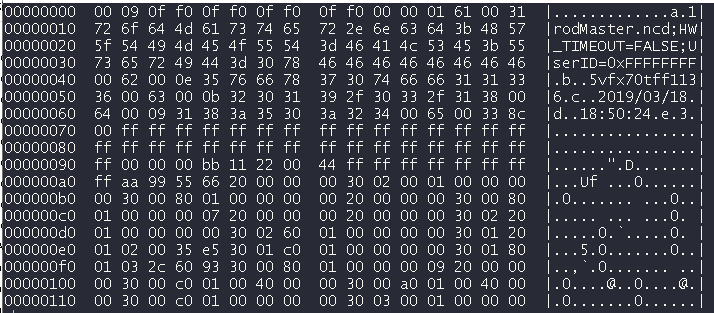 00000000  00 09 0f f0 0f f0 0f f0  0f f0 00 00 01 61 00 31  |.............a.1|
00000010  72 6f 64 4d 61 73 74 65  72 2e 6e 63 64 3b 48 57  |rodMaster.ncd;HW|
00000020  5f 54 49 4d 45 4f 55 54  3d 46 41 4c 53 45 3b 55  |_TIMEOUT=FALSE;U|
00000030  73 65 72 49 44 3d 30 78  46 46 46 46 46 46 46 46  |serID=0xFFFFFFFF|
00000040  00 62 00 0e 35 76 66 78  37 30 74 66 66 31 31 33  |.b..5vfx70tff113|
00000050  36 00 63 00 0b 32 30 31  39 2f 30 33 2f 31 38 00  |6.c..2019/03/18.|
00000060  64 00 09 31 38 3a 35 30  3a 32 34 00 65 00 33 8c  |d..18:50:24.e.3.|
00000070  00 ff ff ff ff ff ff ff  ff ff ff ff ff ff ff ff  |................|
00000080  ff ff ff ff ff ff ff ff  ff ff ff ff ff ff ff ff  |................|
00000090  ff 00 00 00 bb 11 22 00  44 ff ff ff ff ff ff ff  |......".D.......|
000000a0  ff aa 99 55 66 20 00 00  00 30 02 00 01 00 00 00  |...Uf ...0......|
000000b0  00 30 00 80 01 00 00 00  00 20 00 00 00 30 00 80  |.0....... ...0..|
000000c0  01 00 00 00 07 20 00 00  00 20 00 00 00 30 02 20  |..... ... ...0. |
000000d0  01 00 00 00 00 30 02 60  01 00 00 00 00 30 01 20  |.....0.`.....0. |
000000e0  01 02 00 35 e5 30 01 c0  01 00 00 00 00 30 01 80  |...5.0.......0..|
000000f0  01 03 2c 60 93 30 00 80  01 00 00 00 09 20 00 00  |..,`.0....... ..|
00000100  00 30 00 c0 01 00 40 00  00 30 00 a0 01 00 40 00  |.0....@..0....@.|
00000110  00 30 00 c0 01 00 00 00  00 30 03 00 01 00 00 00  |.0.......0......|